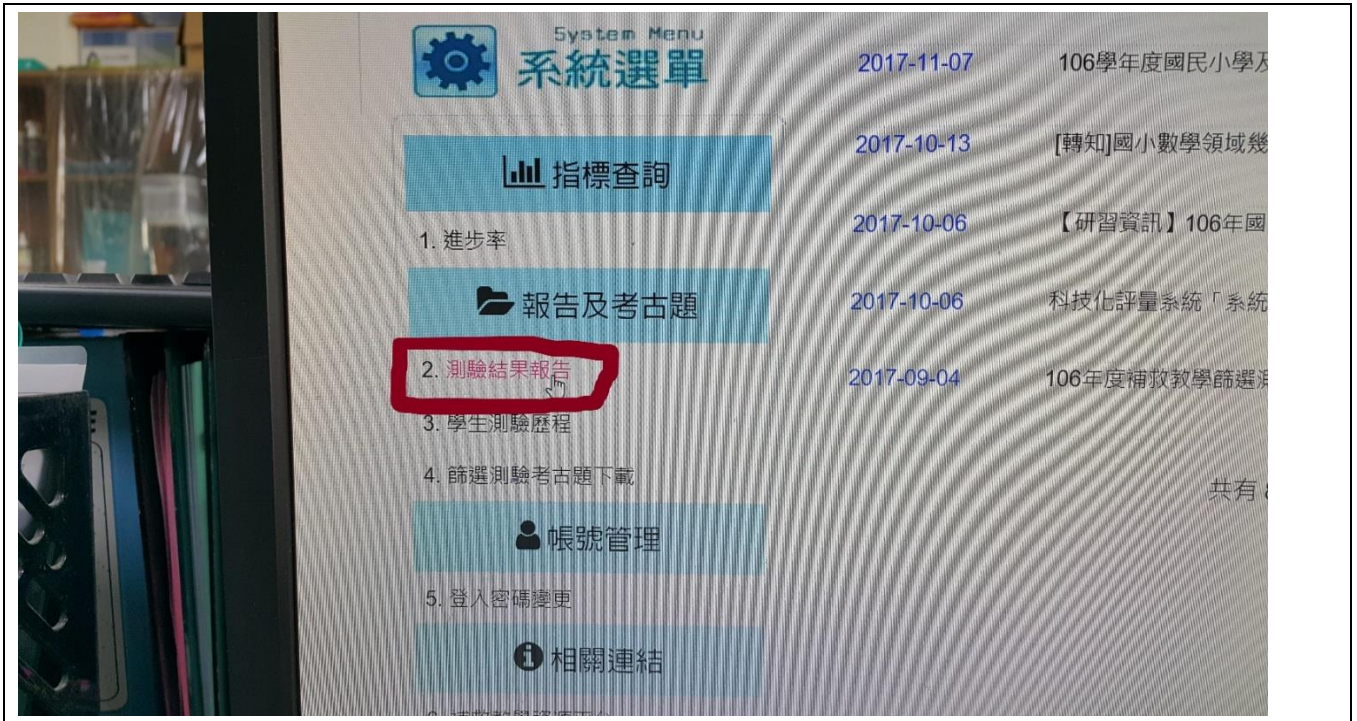 System Menu
系統選單
指標查詢
1. 進步率
報告及考古題
2. 測驗結果報告
3. 學生測驗歷程
4. 篩選測驗考古題下載
帳號管理
5. 登入密碼變更
相關連結
2017-11-07 106學年度國民小學及
2017-10-13 [轉知]國小數學領域幾
2017-10-06 【研習資訊】106年國
2017-10-06 科技化評量系統「系統
2017-09-04 106年度補救教學篩選測
共有